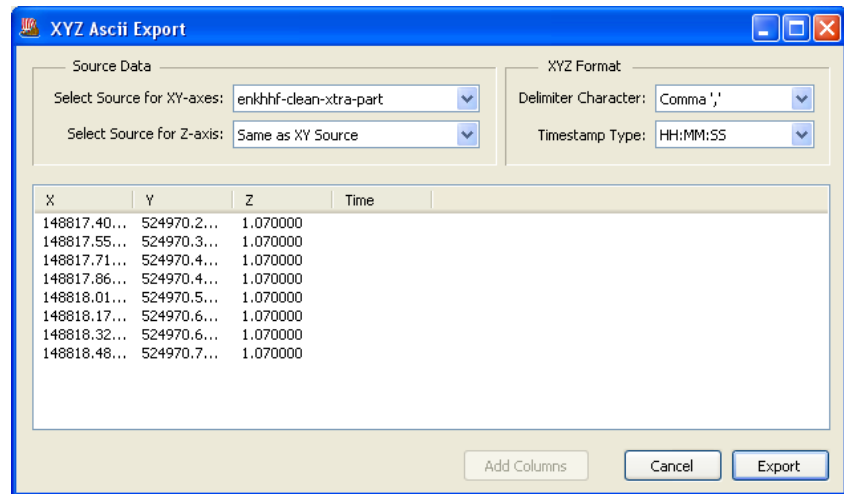 XYZ Ascii Export
Source Data
Select Source for XY-axes: enkhhf-clean-xtra-part
Select Source for Z-axis: Same as XY Source
XYZ Format
Delimiter Character: Comma ','
Timestamp Type: HH:MM:SS
X Y Z Time
148817.40... 524970.2... 1.070000
148817.55... 524970.3... 1.070000
148817.71... 524970.4... 1.070000
148817.86... 524970.4... 1.070000
148818.01... 524970.5... 1.070000
148818.17... 524970.6... 1.070000
148818.32... 524970.6... 1.070000
148818.48... 524970.7... 1.070000
Add Columns Cancel Export